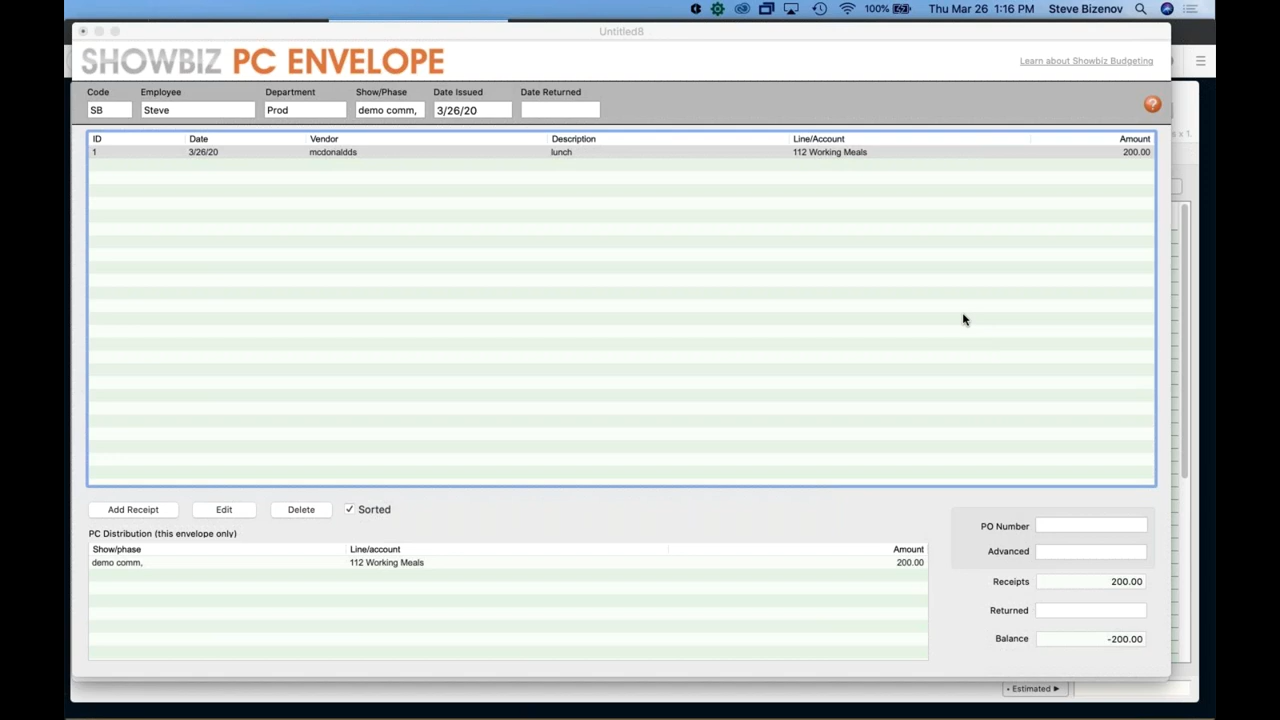 100% Thu Mar 26 1:16 PM Steve Bizenov
Untitled8
SHOWBIZ PC ENVELOPE
Learn about Showbiz Budgeting
Code Employee Department Show/Phase Date Issued Date Returned
SB Steve Prod demo comm, 3/26/20
?
s x 1.
ID Date Vendor Description Line/Account Amount
1 3/26/20 mcdonaldds lunch 112 Working Meals 200.00
Add Receipt Edit Delete Sorted
PC Distribution (this envelope only)
Show/phase Line/account Amount
demo comm, 112 Working Meals 200.00
PO Number
Advanced
Receipts 200.00
Returned
Balance -200.00
Estimated